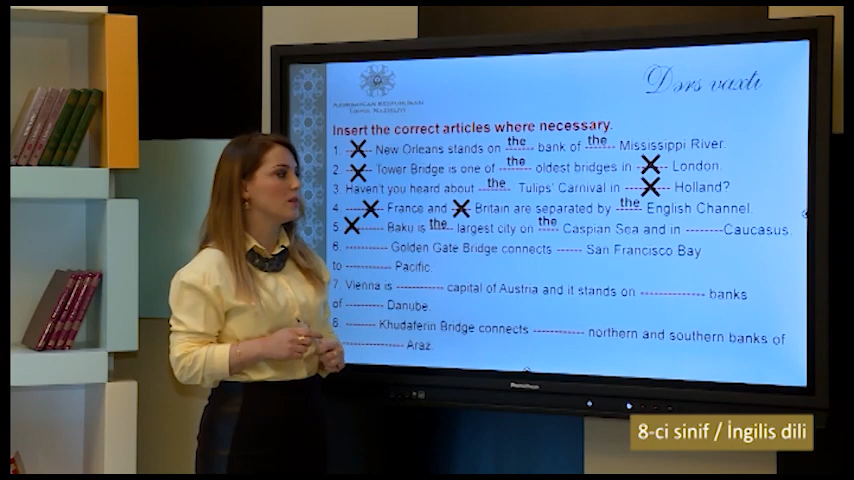 Dərs vaxtı
AZƏRBAYCAN RESPUBLİKASI
TƏHSİL NAZİRLİYİ
Insert the correct articles where necessary.
1. X New Orleans stands on the bank of the Mississippi River.
2. X Tower Bridge is one of the oldest bridges in X London.
3. Haven't you heard about the Tulips' Carnival in X Holland?
4. X France and X Britain are separated by the English Channel.
5 X Baku is the largest city on the Caspian Sea and in -------- Caucasus.
6. ---------- Golden Gate Bridge connects ------- San Francisco Bay
to --------- Pacific.
7. Vienna is ----------- capital of Austria and it stands on --------------- banks
of --------- Danube.
8. -------- Khudaferin Bridge connects ------------ northern and southern banks of
-------------- Araz.
Promethean
8-ci sinif / İngilis dili